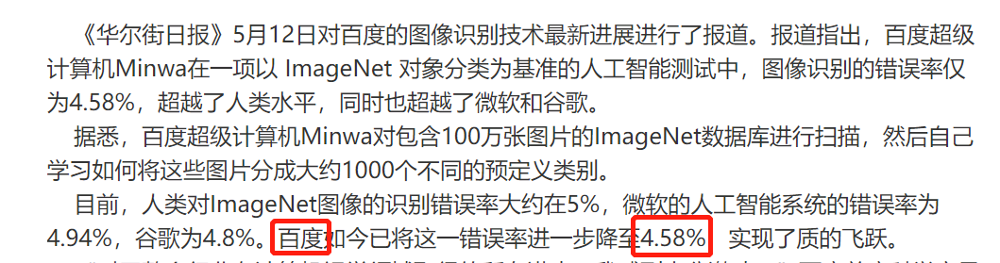 《华尔街日报》5月12日对百度的图像识别技术最新进展进行了报道。报道指出，百度超级
计算机Minwa在一项以 ImageNet 对象分类为基准的人工智能测试中，图像识别的错误率仅
为4.58%，超越了人类水平，同时也超越了微软和谷歌。
据悉，百度超级计算机Minwa对包含100万张图片的ImageNet数据库进行扫描，然后自己
学习如何将这些图片分成大约1000个不同的预定义类别。
目前，人类对ImageNet图像的识别错误率大约在5%，微软的人工智能系统的错误率为
4.94%，谷歌为4.8%。百度如今已将这一错误率进一步降至4.58% 实现了质的飞跃。